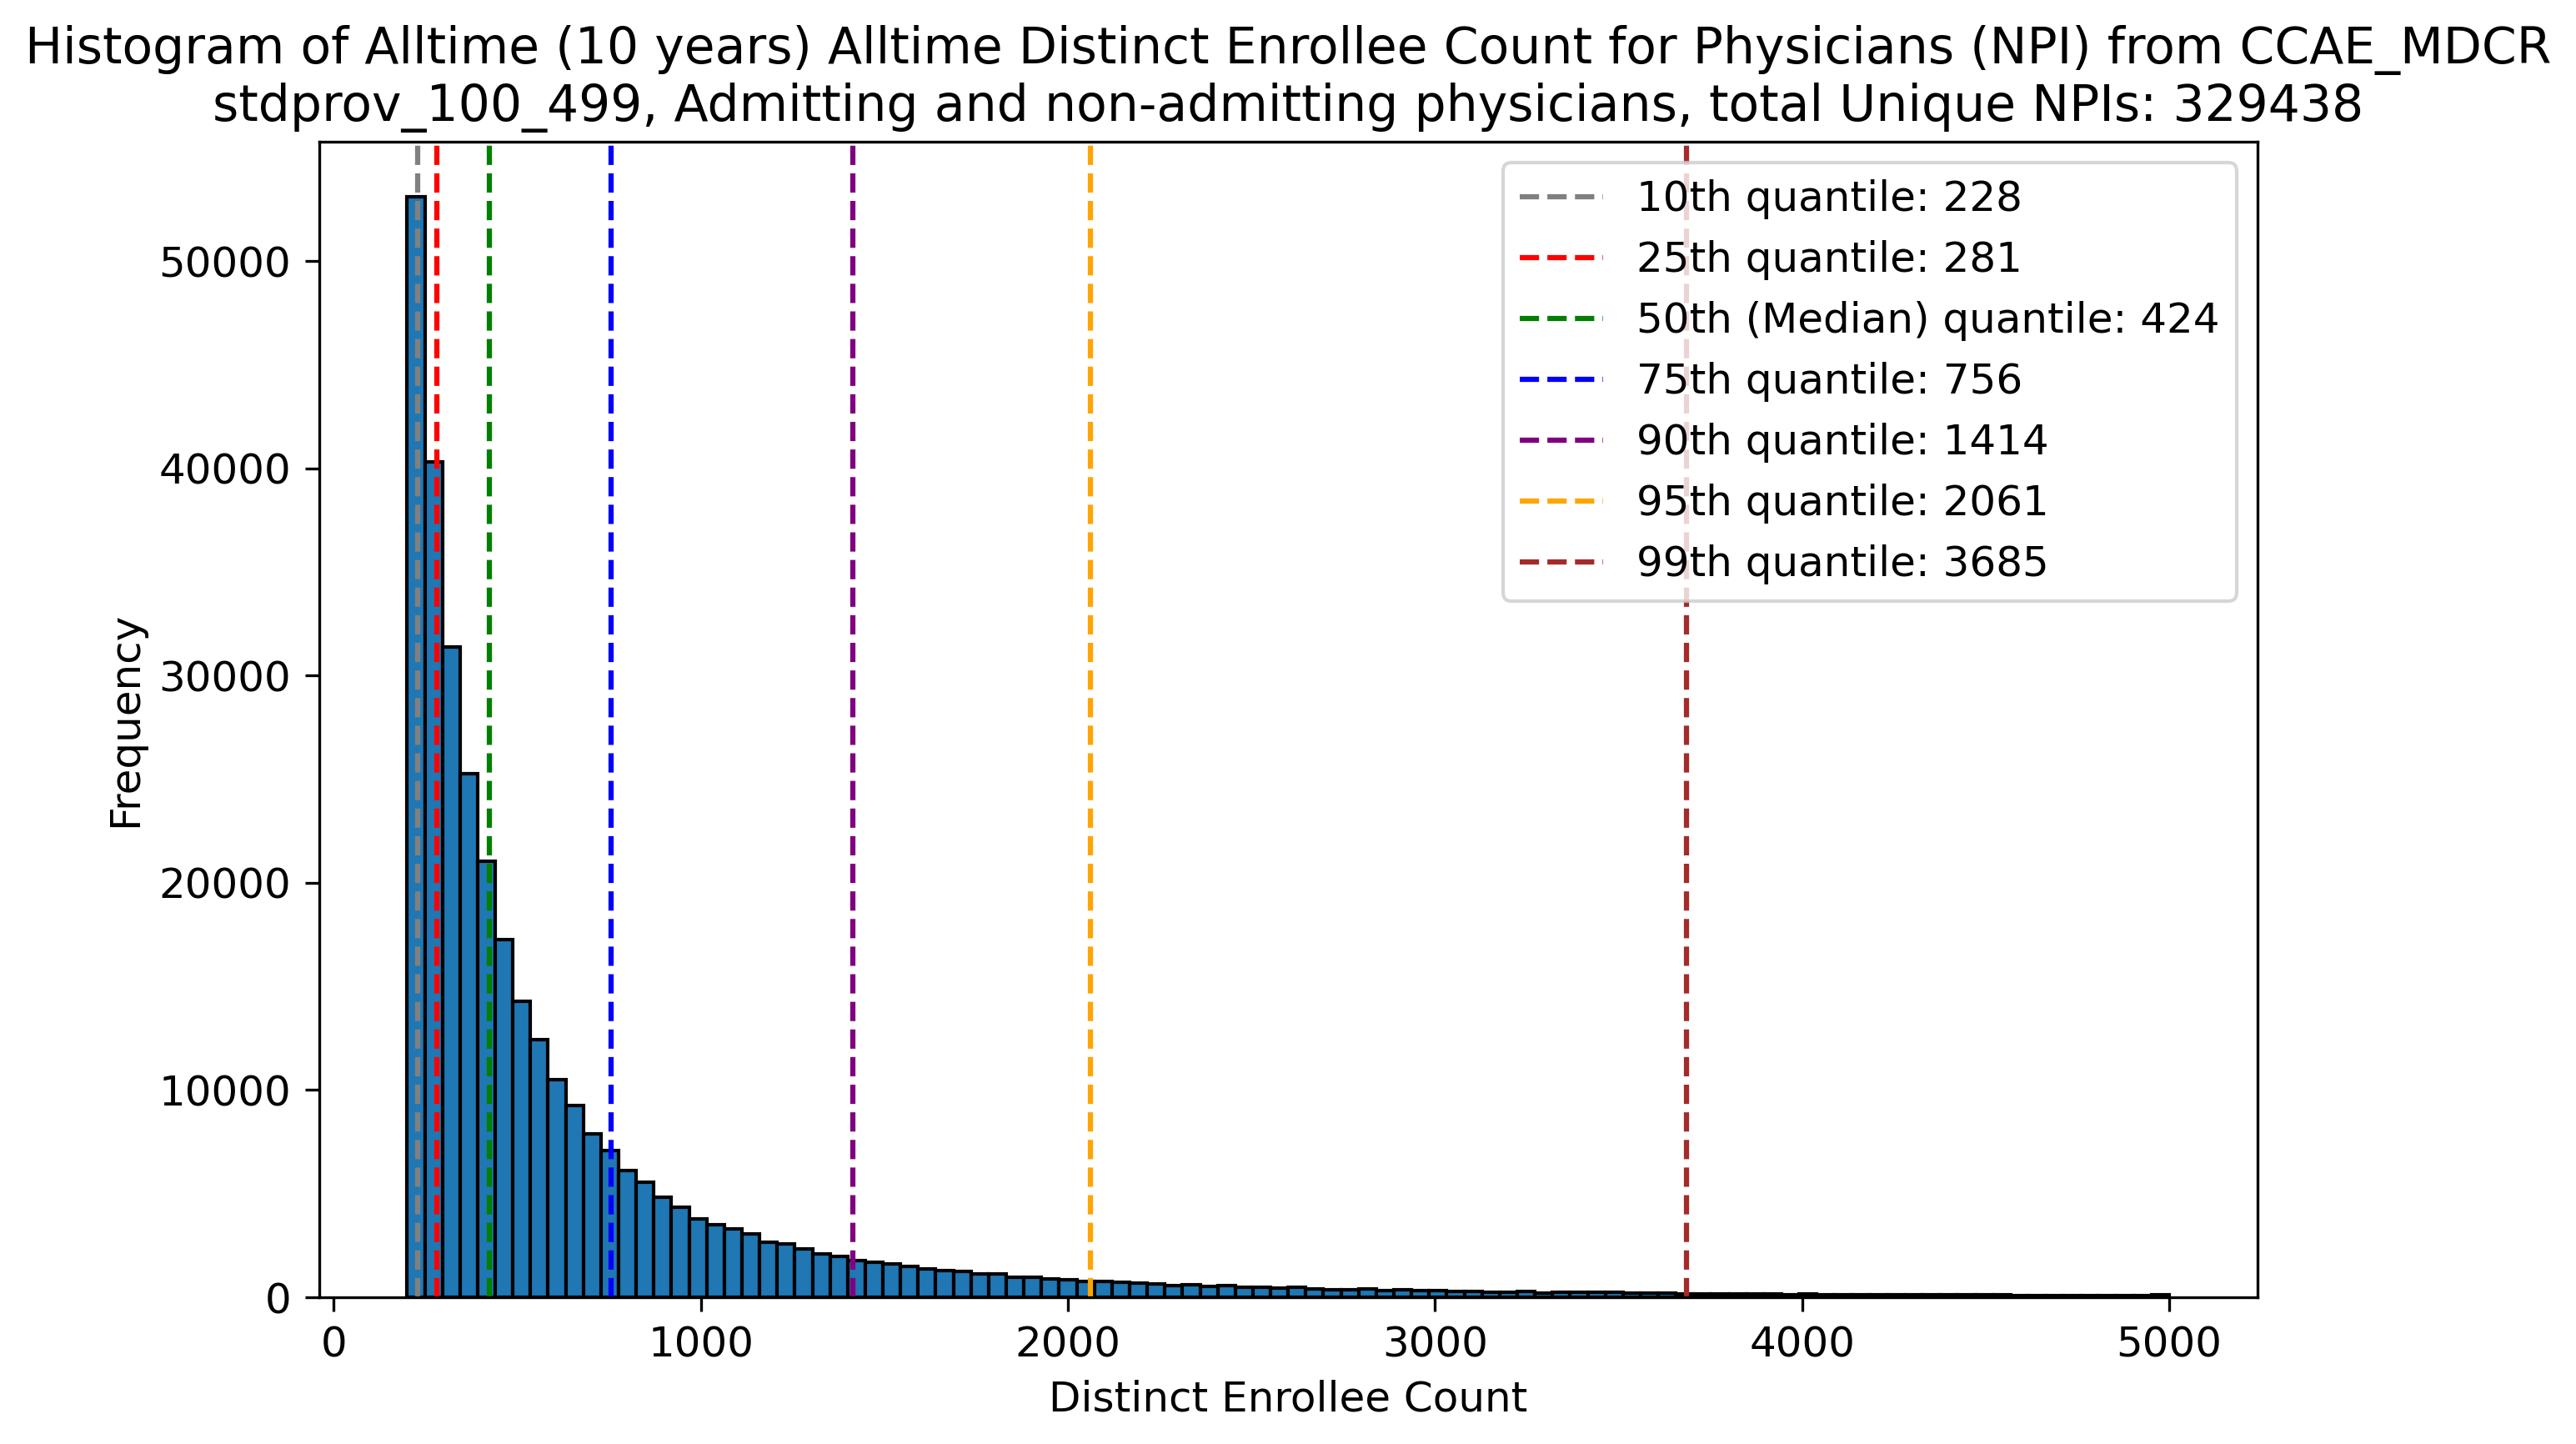 Histogram of Alltime (10 years) Alltime Distinct Enrollee Count for Physicians (NPI) from CCAE_MDCR
stdprov_100_499, Admitting and non-admitting physicians, total Unique NPIs: 329438
10th quantile: 228
25th quantile: 281
50th (Median) quantile: 424
75th quantile: 756
90th quantile: 1414
95th quantile: 2061
99th quantile: 3685
Frequency
50000
40000
30000
20000
10000
0
0 1000 2000 3000 4000 5000
Distinct Enrollee Count